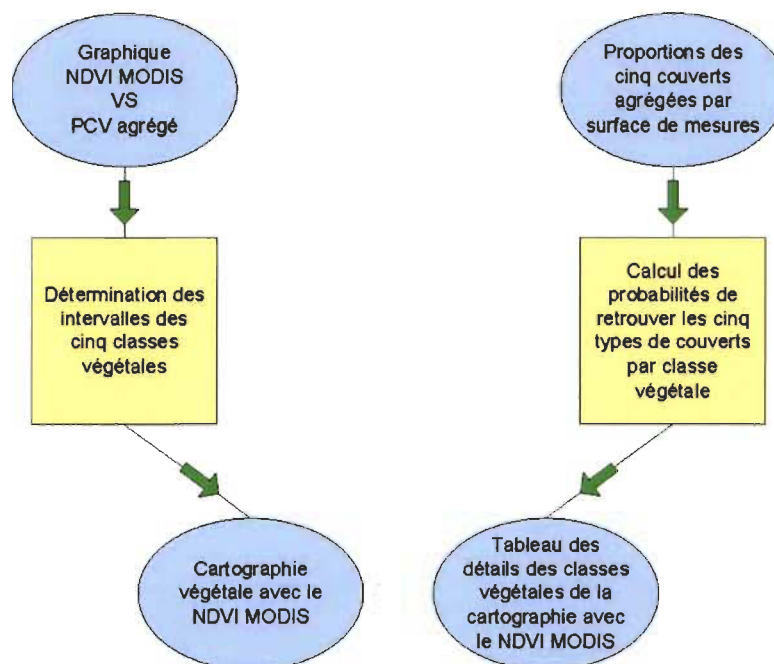 Graphique
NDVI MODIS
VS
PCV agrégé
Proportions des
cinq couverts
agrégées par
surface de mesures
Détermination des
intervalles des
cinq classes
végétales
Calcul des
probabilités de
retrouver les cinq
types de couverts
par classe
végétale
Cartographie
végétale avec le
NDVI MODIS
Tableau des
détails des classes
végétales de la
cartographie avec
le NDVI MODIS